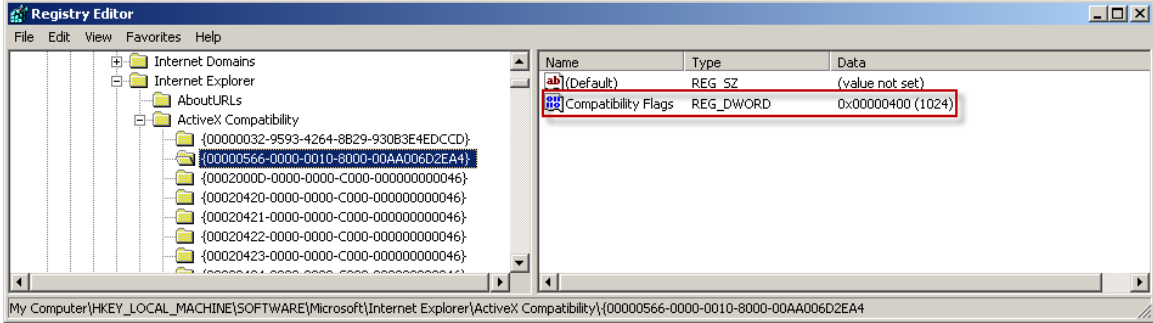 Registry Editor
File Edit View Favorites Help
Internet Domains
Internet Explorer
AboutURLs
ActiveX Compatibility
{00000032-9593-4264-8B29-930B3E4EDCCD}
{00000566-0000-0010-8000-00AA006D2EA4}
{0002000D-0000-0000-C000-000000000046}
{00020420-0000-0000-C000-000000000046}
{00020421-0000-0000-C000-000000000046}
{00020422-0000-0000-C000-000000000046}
{00020423-0000-0000-C000-000000000046}
Name Type Data
(Default) REG_SZ (value not set)
Compatibility Flags REG_DWORD 0x00000400 (1024)
My Computer\HKEY_LOCAL_MACHINE\SOFTWARE\Microsoft\Internet Explorer\ActiveX Compatibility\{00000566-0000-0010-8000-00AA006D2EA4